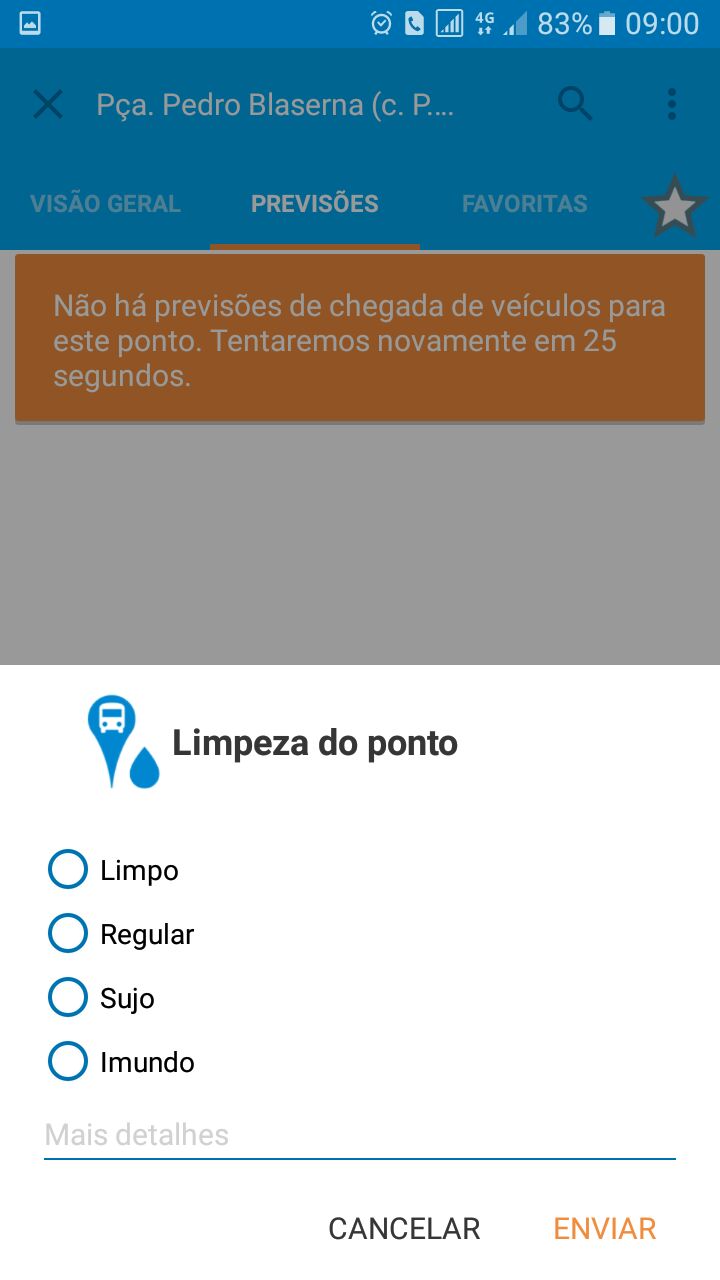 4G 83% 09:00
Pça. Pedro Blaserna (c. P....
VISÃO GERAL PREVISÕES FAVORITAS
Não há previsões de chegada de veículos para
este ponto. Tentaremos novamente em 25
segundos.
Limpeza do ponto
Limpo
Regular
Sujo
Imundo
Mais detalhes
CANCELAR ENVIAR